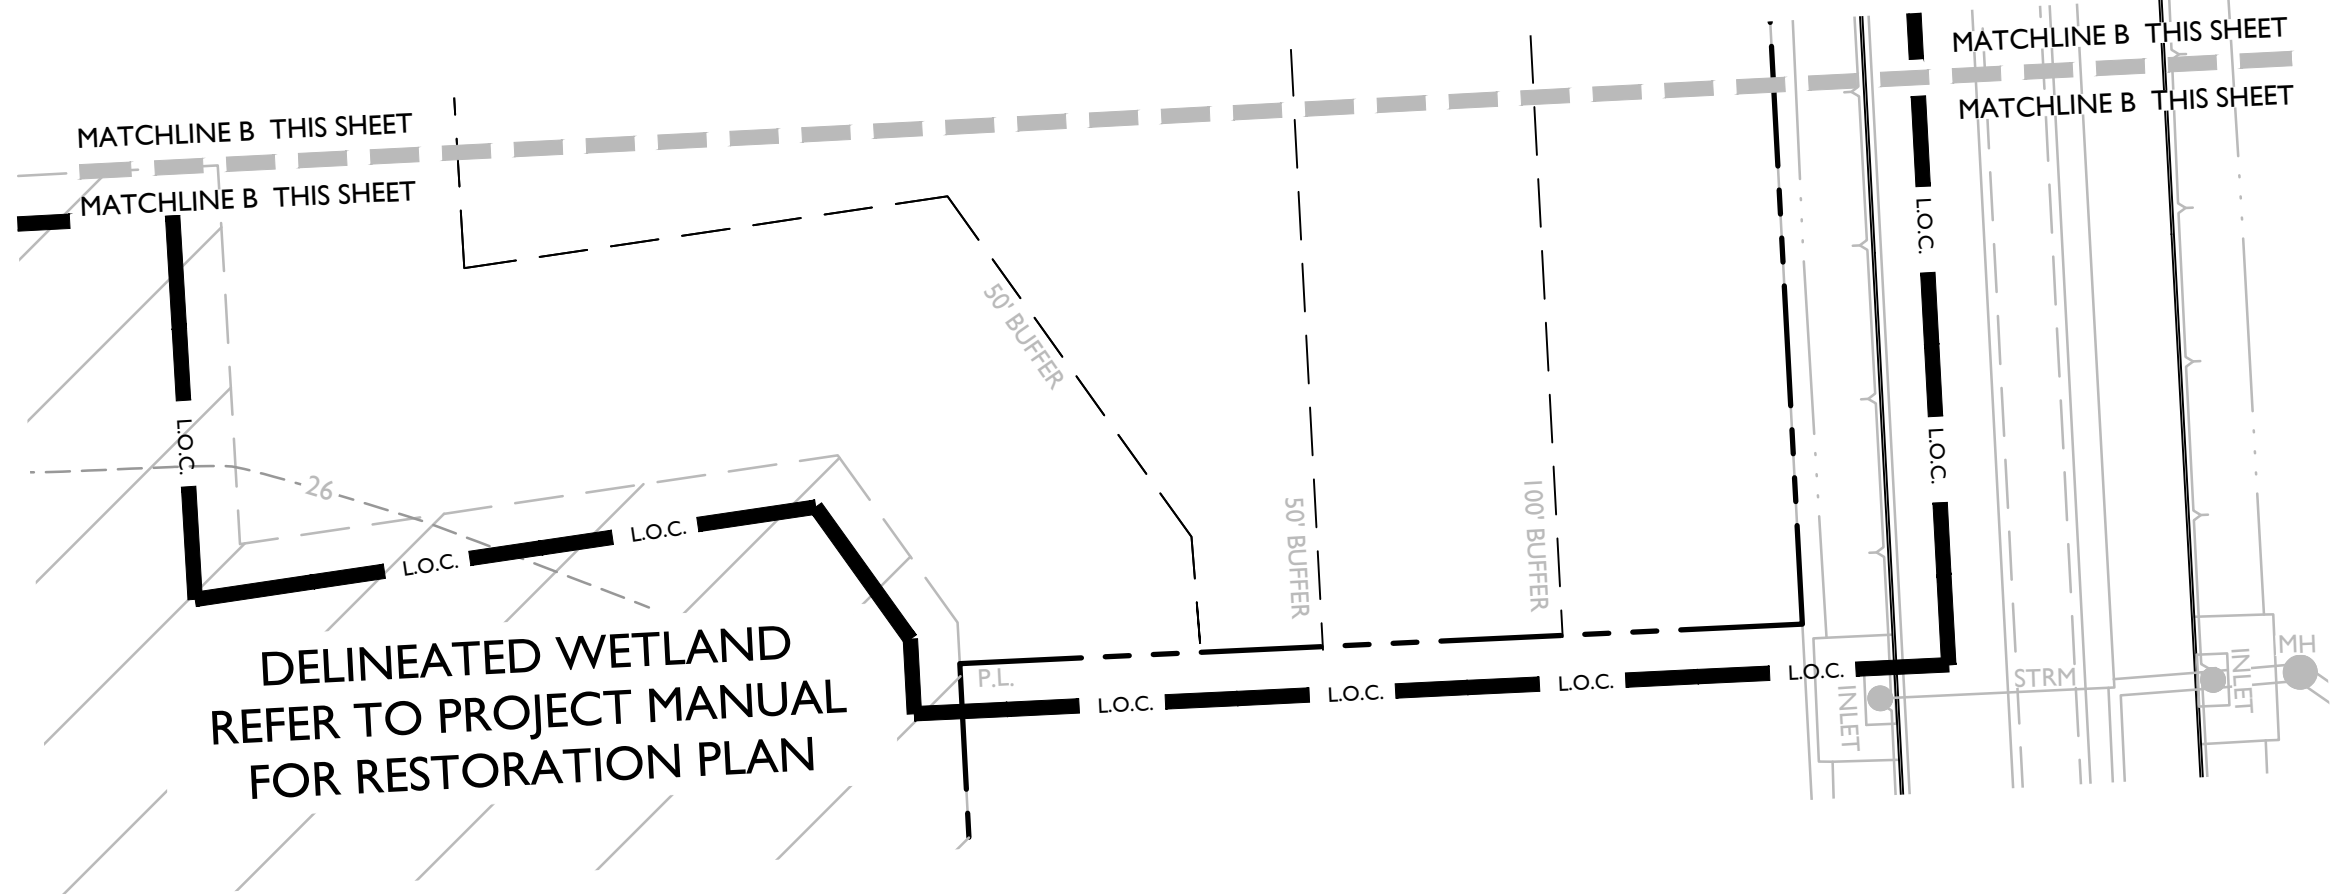 MATCHLINE B THIS SHEET
MATCHLINE B THIS SHEET
MATCHLINE B THIS SHEET
MATCHLINE B THIS SHEET
L.O.C.
50' BUFFER
L.O.C.
L.O.C.
26
50' BUFFER
100' BUFFER
L.O.C.
L.O.C.
DELINEATED WETLAND
REFER TO PROJECT MANUAL
FOR RESTORATION PLAN
P.L.
L.O.C.
L.O.C.
L.O.C.
L.O.C.
INLET
STRM
INLET
MH